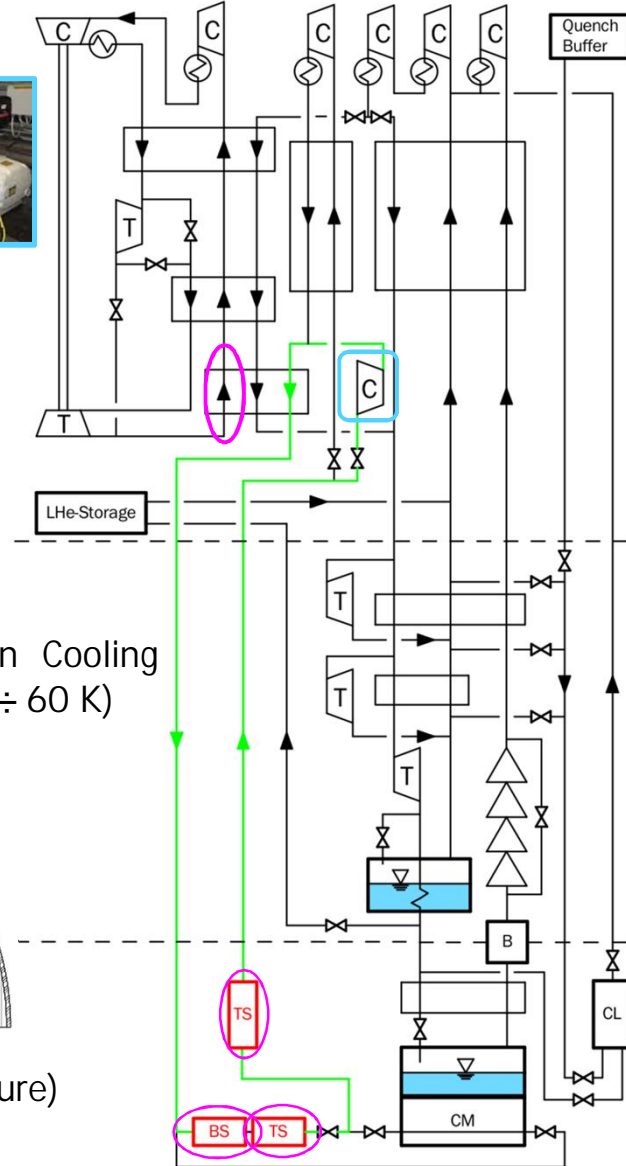 C
C
C
C
C
C
Quench
Buffer
T
T
C
LHe-Storage
T
n Cooling
÷ 60 K)
T
T
B
TS
CL
ure)
BS
TS
CM